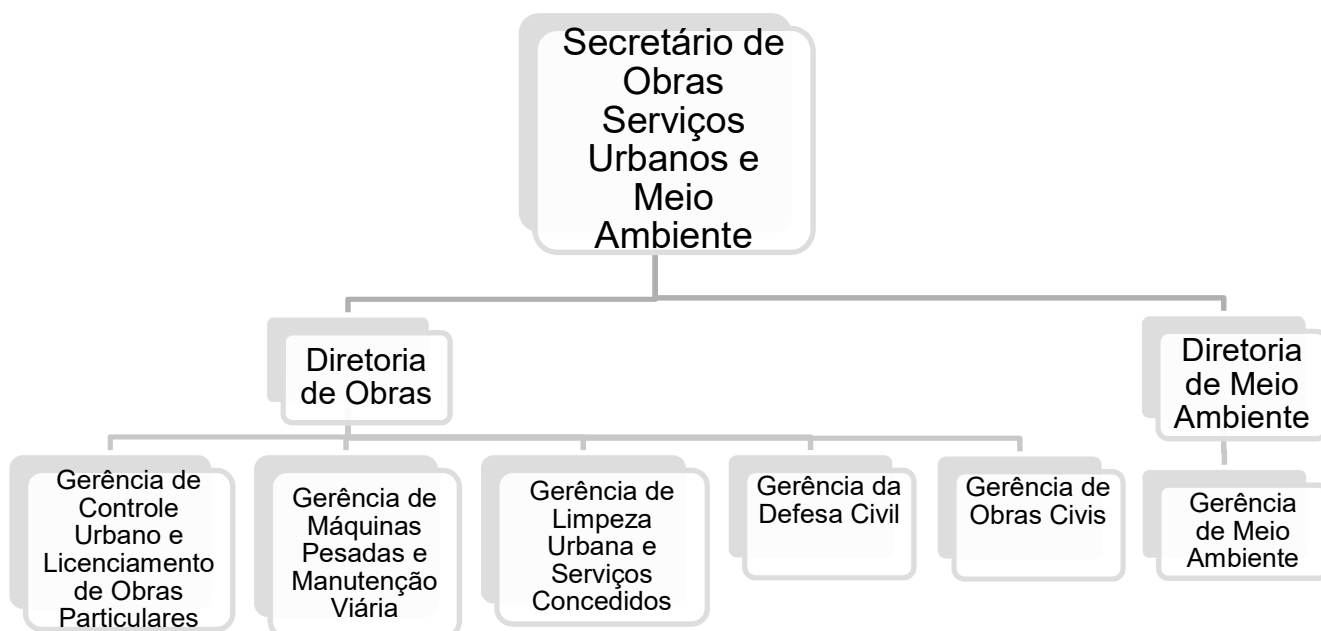 Secretário de
Obras
Serviços
Urbanos e
Meio
Ambiente
Diretoria
de Obras
Diretoria
de Meio
Ambiente
Gerência de
Controle
Urbano e
Licenciamento
de Obras
Particulares
Gerência de
Máquinas
Pesadas e
Manutenção
Viária
Gerência de
Limpeza
Urbana e
Serviços
Concedidos
Gerência da
Defesa Civil
Gerência de
Obras Civis
Gerência
de Meio
Ambiente